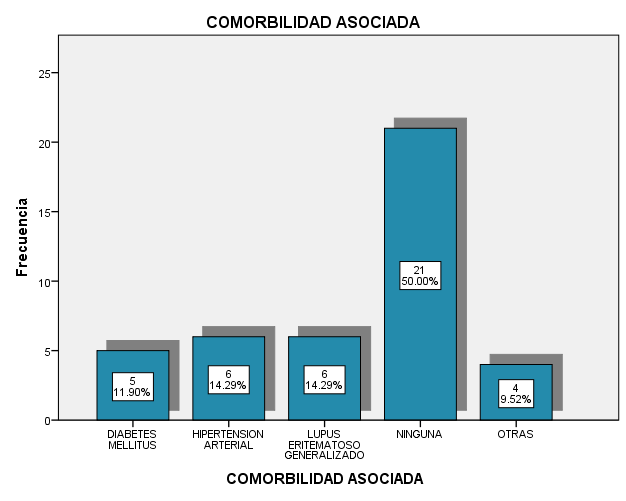 COMORBILIDAD ASOCIADA
Frecuencia
25
20
15
10
5
0
5
11.90%
6
14.29%
6
14.29%
21
50.00%
4
9.52%
DIABETES
MELLITUS
HIPERTENSION
ARTERIAL
LUPUS
ERITEMATOSO
GENERALIZADO
NINGUNA
OTRAS
COMORBILIDAD ASOCIADA